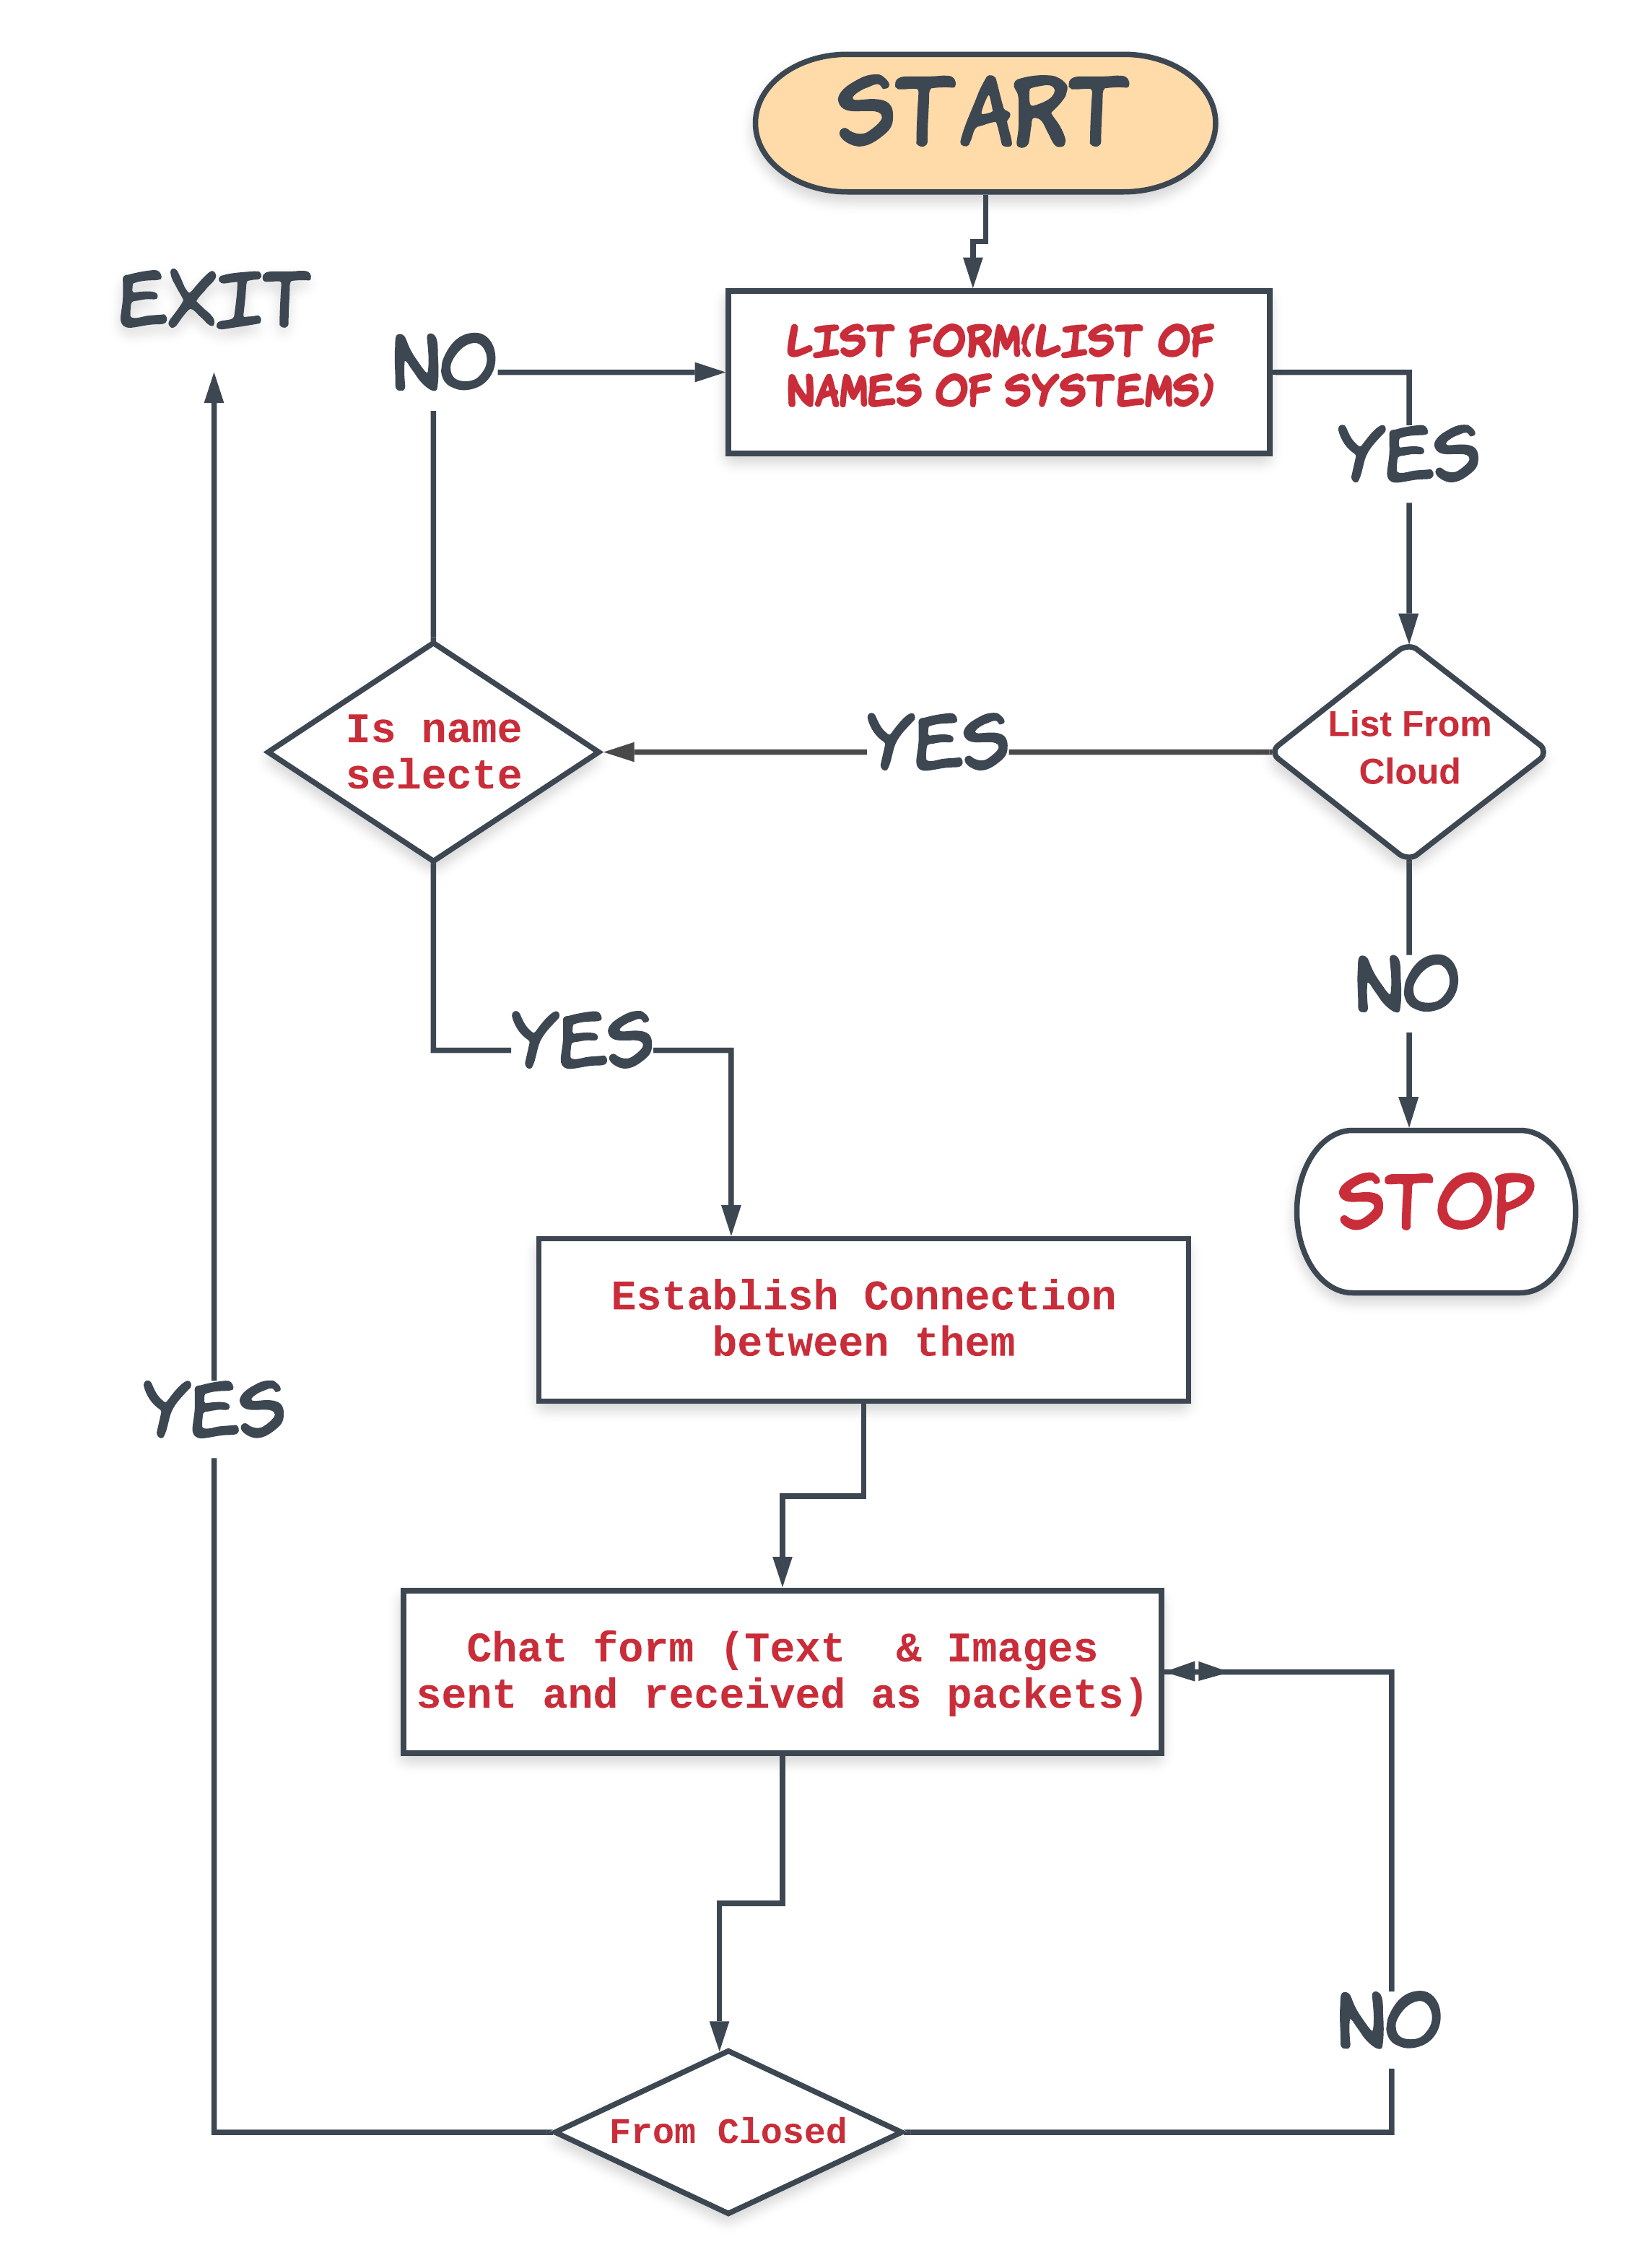 START
EXIT
LIST FORM(LIST OF
NAMES OF SYSTEMS)
NO
YES
Is name
selecte
YES
List From
Cloud
NO
YES
STOP
Establish Connection
between them
YES
Chat form (Text  & Images
sent and received as packets)
NO
From Closed